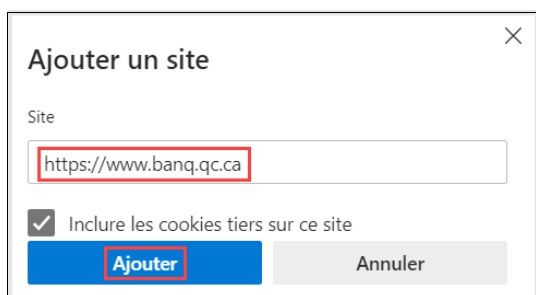 Ajouter un site
Site
https://www.banq.qc.ca
Inclure les cookies tiers sur ce site
Ajouter Annuler